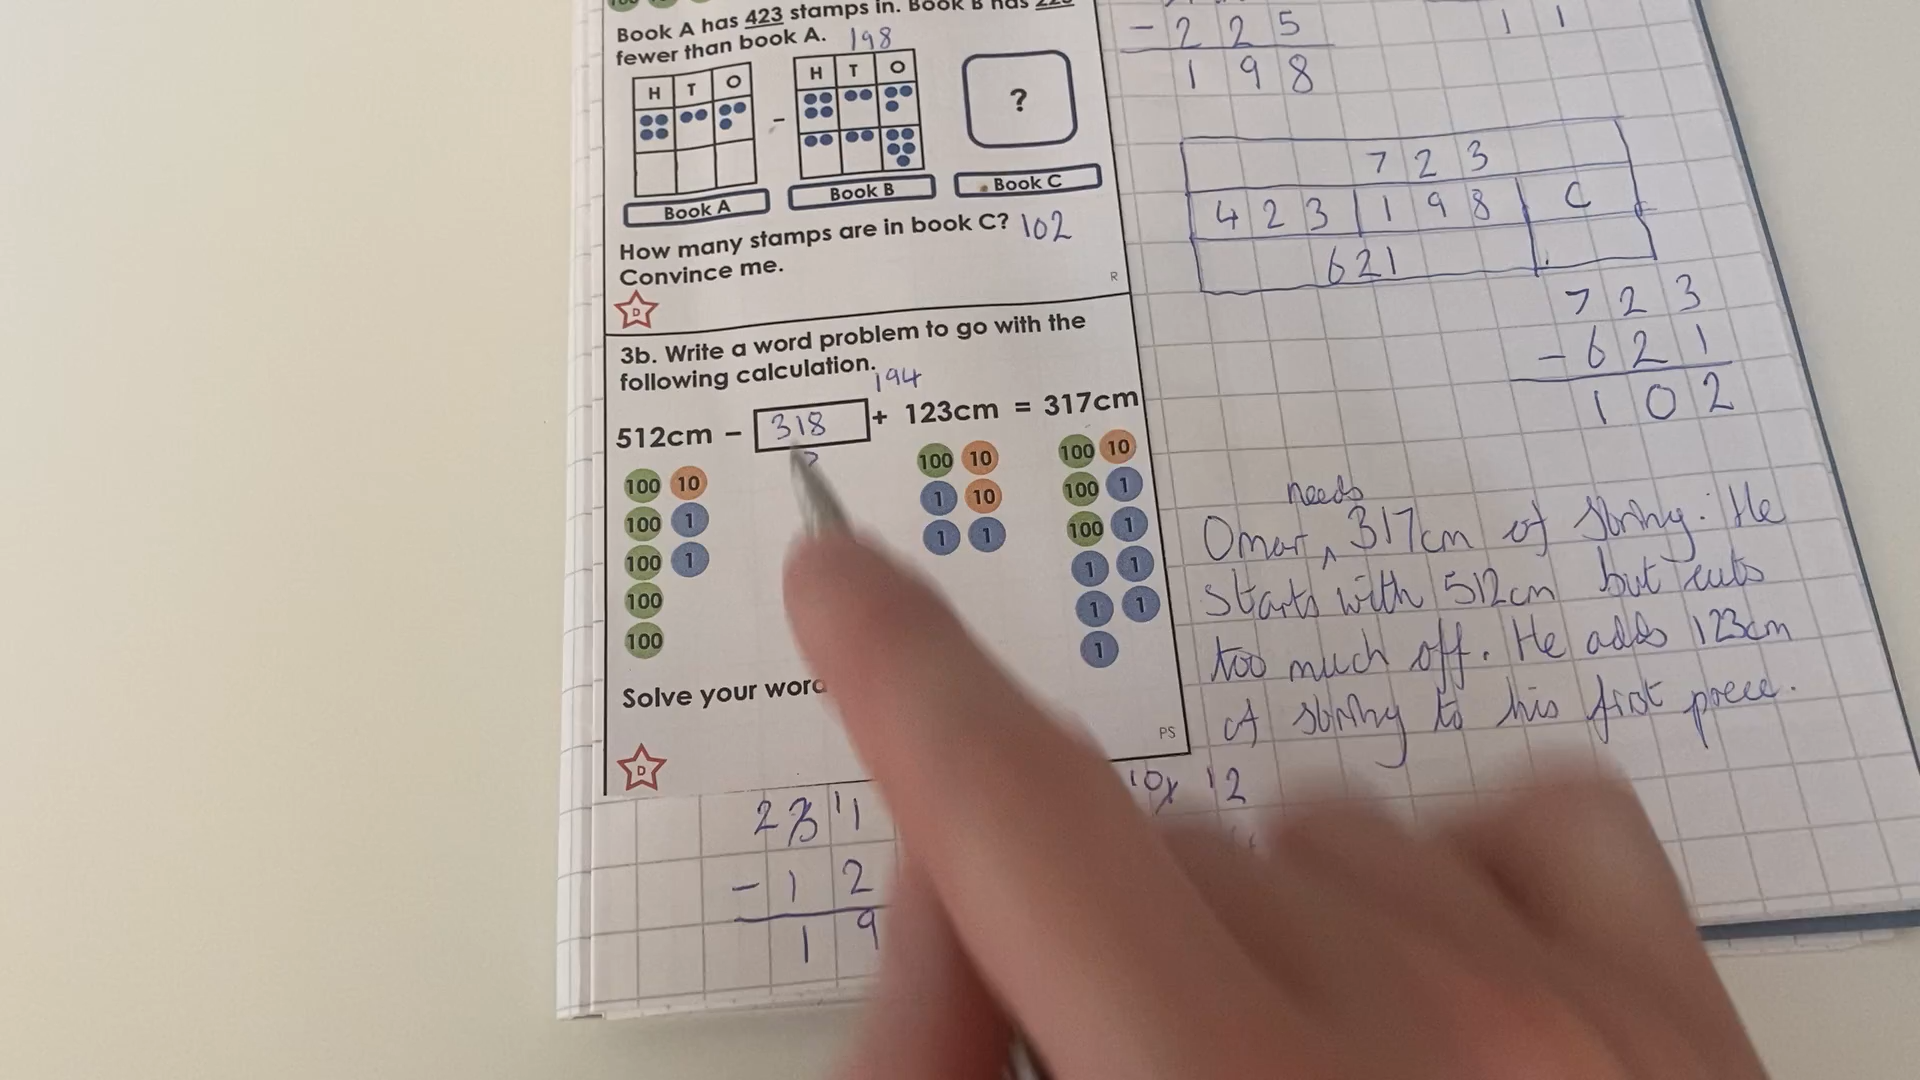 Book A has 423 stamps in. Book B has
fewer than book A. 198
H T O
-
H T O
?
Book A
Book B
Book C
How many stamps are in book C? 102
Convince me.
R
D
3b. Write a word problem to go with the
following calculation.
194
512cm - 318 + 123cm = 317cm
?
100 10
100 1
100 1
100
100
100 10
1 10
1 1
100 10
100 1
100 1
1 1
1 1
1
Solve your word
PS
D
- 2 2 5
1 9 8
1 1
7 2 3
4 2 3 1 9 8 C
6 2 1
7 2 3
- 6 2 1
1 0 2
needs
Omar ^ 317cm of string. He
starts with 512cm but cuts
too much off. He adds 123cm
of string to his first piece.
- 1 2
1 9